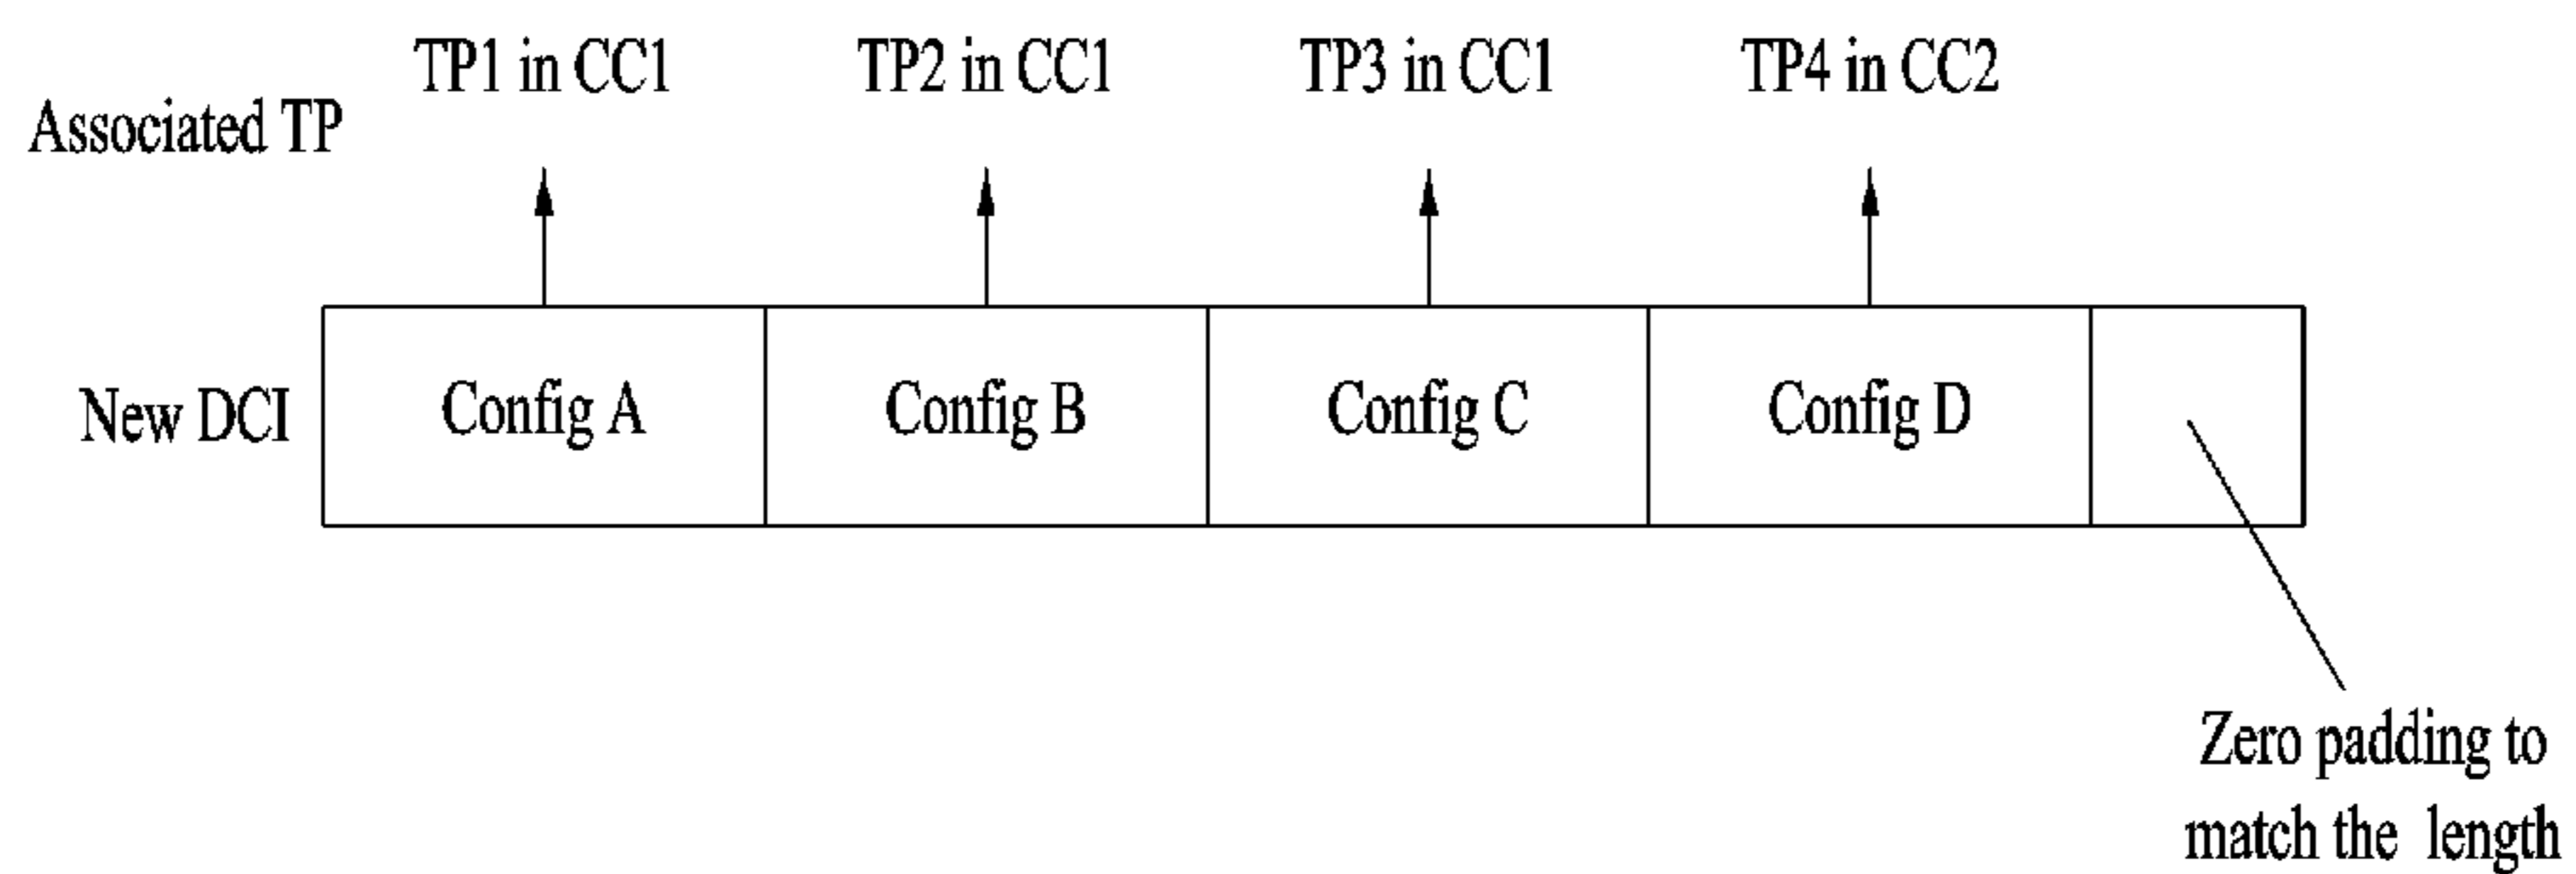 TP1 in CC1 TP2 in CC1 TP3 in CC1 TP4 in CC2
Associated TP
New DCI Config A Config B Config C Config D
Zero padding to
match the length